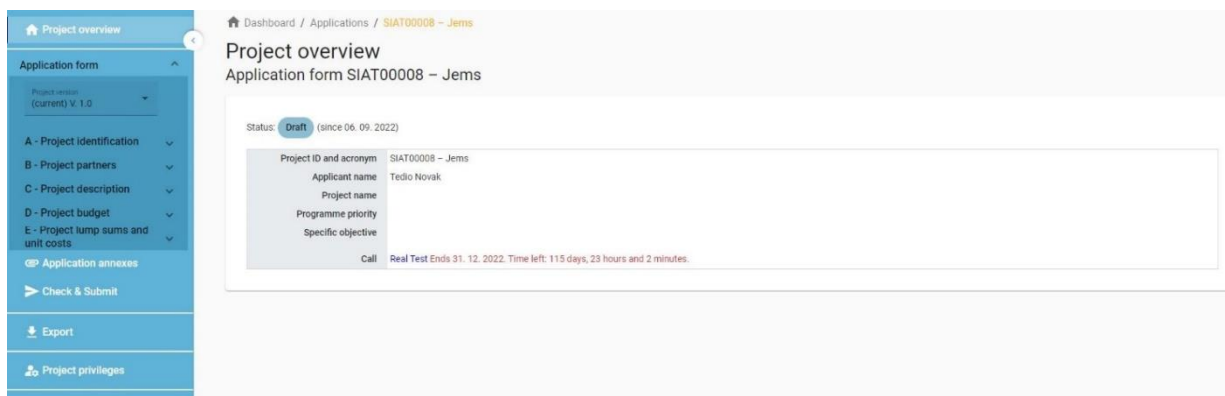 Project overview
Application form
Project version
(current) V. 1.0
A - Project identification
B - Project partners
C - Project description
D - Project budget
E - Project lump sums and
unit costs
Application annexes
Check & Submit
Export
Project privileges
Dashboard / Applications / SIAT00008 – Jems
Project overview
Application form SIAT00008 – Jems
Status: Draft (since 06. 09. 2022)
Project ID and acronym SIAT00008 – Jems
Applicant name Tedio Novak
Project name
Programme priority
Specific objective
Call Real Test Ends 31. 12. 2022. Time left: 115 days, 23 hours and 2 minutes.